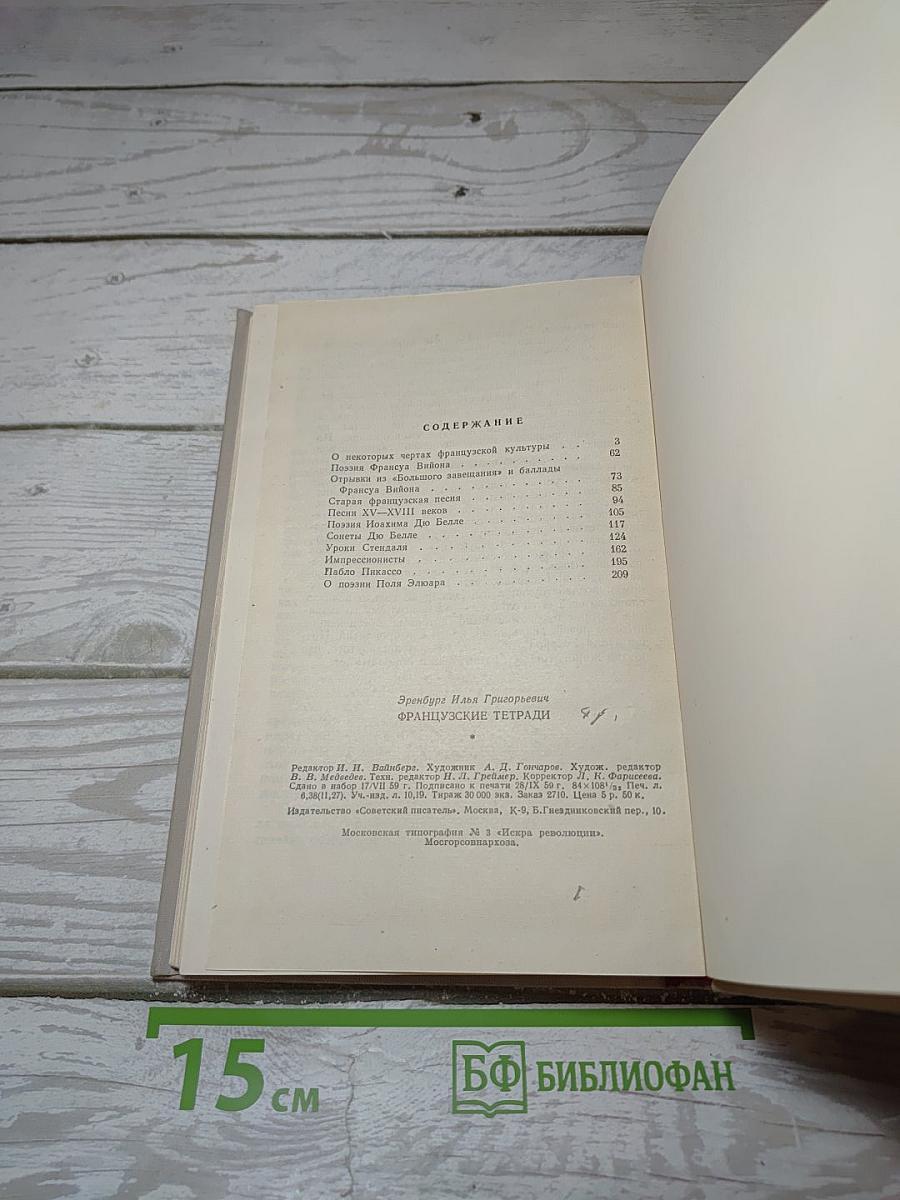 СОДЕРЖАНИЕ
О некоторых чертах французской культуры . . 3
Поэзия Франсуа Вийона . . . . . . . . . . 62
Отрывки из «Большого завещания» и баллады
Франсуа Вийона . . . . . . . . . . . 73
Старая французская песня . . . . . . . . . 85
Песни XV—XVIII веков . . . . . . . . . . 94
Поэзия Иоахима Дю Белле . . . . . . . . . 105
Сонеты Дю Белле . . . . . . . . . . . . 117
Уроки Стендаля . . . . . . . . . . . . 124
Импрессионисты . . . . . . . . . . . . 162
Пабло Пикассо . . . . . . . . . . . . . 195
О поэзии Поля Элюара . . . . . . . . . . 209
Эренбург Илья Григорьевич
ФРАНЦУЗСКИЕ ТЕТРАДИ
*
Редактор И. И. Вайнберг. Художник А. Д. Гончаров. Худож. редактор
В. В. Медведев. Техн. редактор Н. Л. Греймер. Корректор Л. К. Фарисеева.
Сдано в набор 17/VII 59 г. Подписано к печати 28/IX 59 г. 84×108¹/₃₂ Печ. л.
6,38(11,27). Уч.-изд. л. 10,19. Тираж 30 000 экз. Заказ 2710. Цена 5 р. 50 к.
Издательство «Советский писатель». Москва, К-9, Б. Гнездниковский пер., 10.
Московская типография № 3 «Искра революции».
Мосгорсовнархоза.
15 см
БФ БИБЛИОФАН